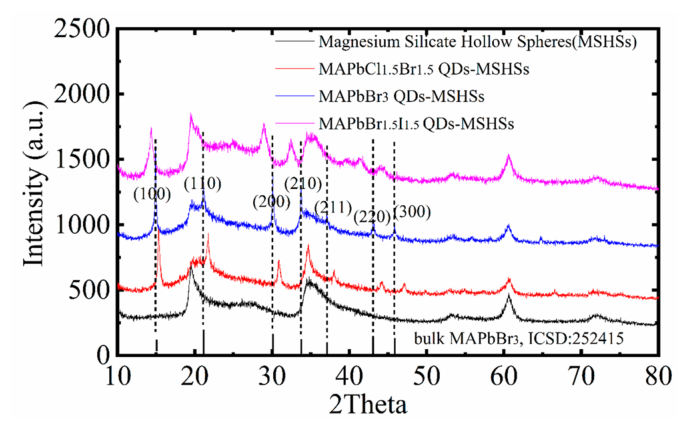 2500
2000
1500
1000
500
0
Intensity (a.u.)
Magnesium Silicate Hollow Spheres(MSHSs)
MAPbCl1.5Br1.5 QDs-MSHSs
MAPbBr3 QDs-MSHSs
MAPbBr1.5I1.5 QDs-MSHSs
(100)
(110)
(200)
(210)
(211)
(220)
(300)
bulk MAPbBr3, ICSD:252415
10 20 30 40 50 60 70 80
2Theta